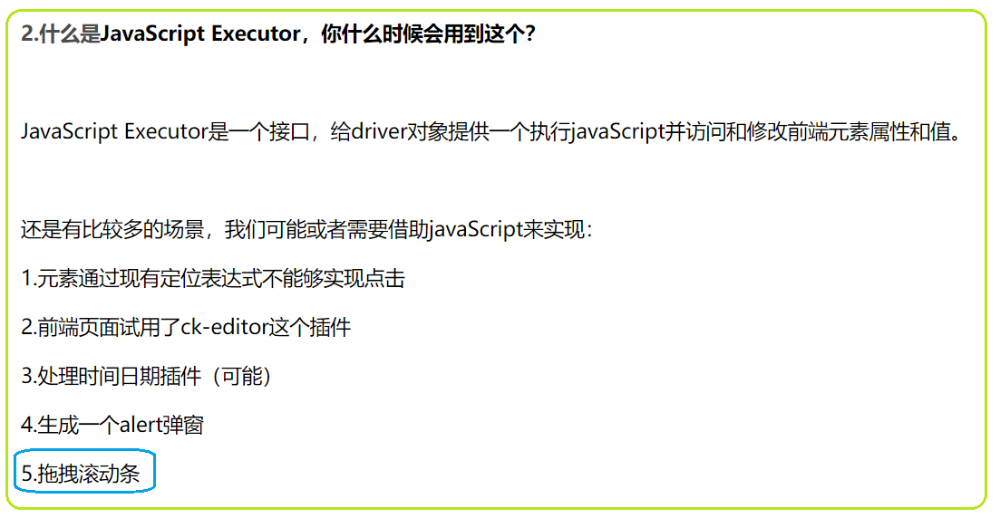 2.什么是JavaScript Executor，你什么时候会用到这个？
JavaScript Executor是一个接口，给driver对象提供一个执行javaScript并访问和修改前端元素属性和值。
还是有比较多的场景，我们可能或者需要借助javaScript来实现：
1.元素通过现有定位表达式不能够实现点击
2.前端页面试用了ck-editor这个插件
3.处理时间日期插件（可能）
4.生成一个alert弹窗
5.拖拽滚动条